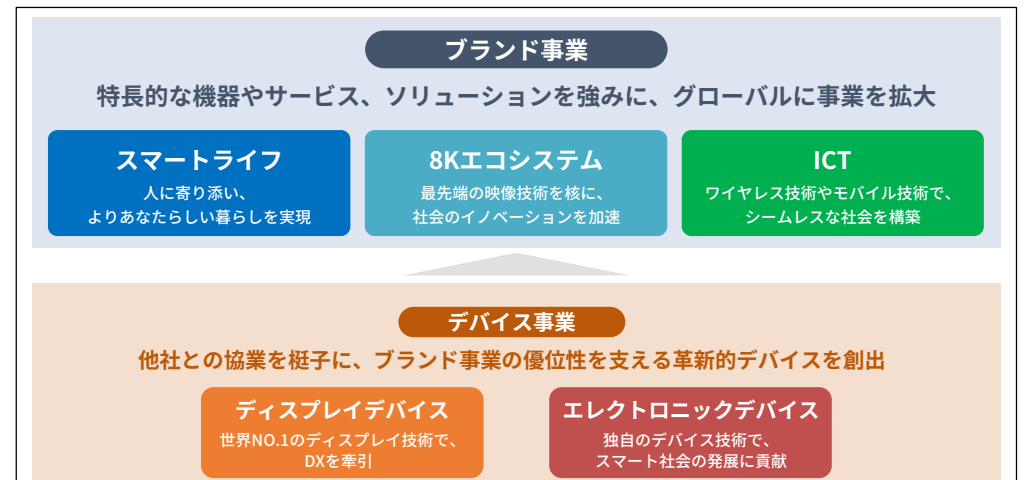 ブランド事業
特長的な機器やサービス、ソリューションを強みに、グローバルに事業を拡大
スマートライフ
人に寄り添い、
よりあなたらしい暮らしを実現
8Kエコシステム
最先端の映像技術を核に、
社会のイノベーションを加速
ICT
ワイヤレス技術やモバイル技術で、
シームレスな社会を構築
デバイス事業
他社との協業を梃子に、ブランド事業の優位性を支える革新的デバイスを創出
ディスプレイデバイス
世界NO.1のディスプレイ技術で、
DXを牽引
エレクトロニックデバイス
独自のデバイス技術で、
スマート社会の発展に貢献